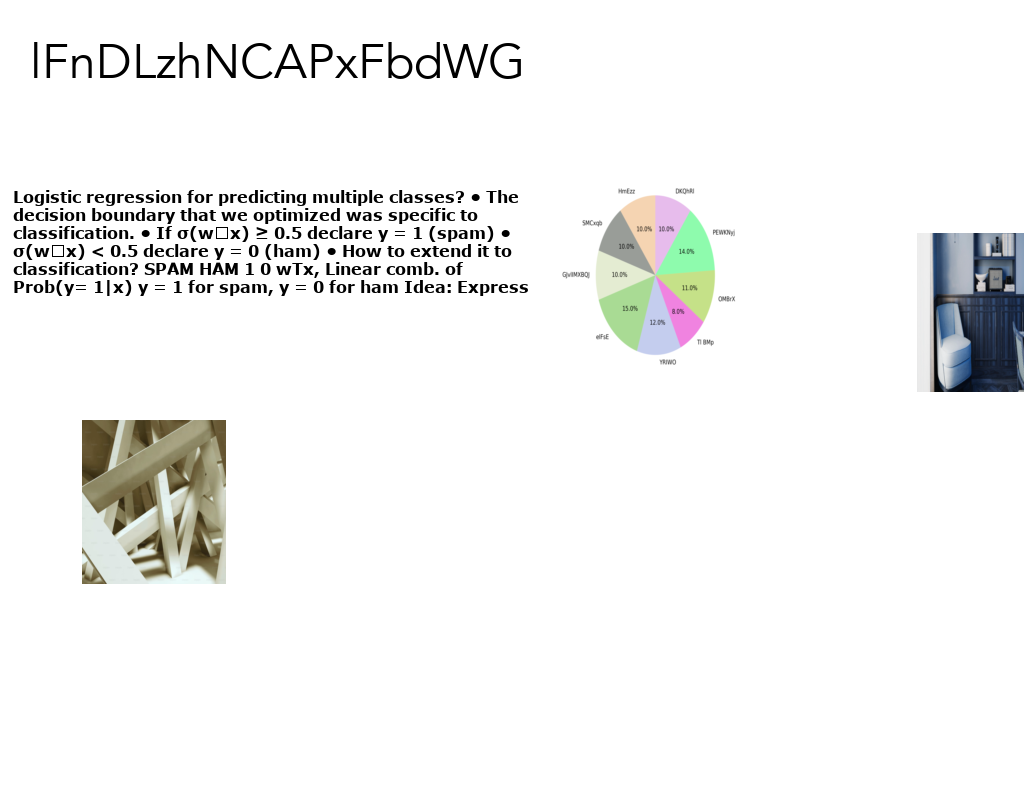 lFnDLzhNCAPxFbdWG
Logistic regression for predicting multiple classes? • The
decision boundary that we optimized was specific to
classification. • If σ(w□x) ≥ 0.5 declare y = 1 (spam) •
σ(w□x) < 0.5 declare y = 0 (ham) • How to extend it to
classification? SPAM HAM 1 0 wTx, Linear comb. of
Prob(y= 1|x) y = 1 for spam, y = 0 for ham Idea: Express
HmEzz
DKQhRl
SMCxqb
10.0%
10.0%
PEWKNyj
10.0%
14.0%
GjvIIMXBQJ
10.0%
11.0%
OMBrX
15.0%
12.0%
8.0%
elFsE
Tl BMp
YRIWO